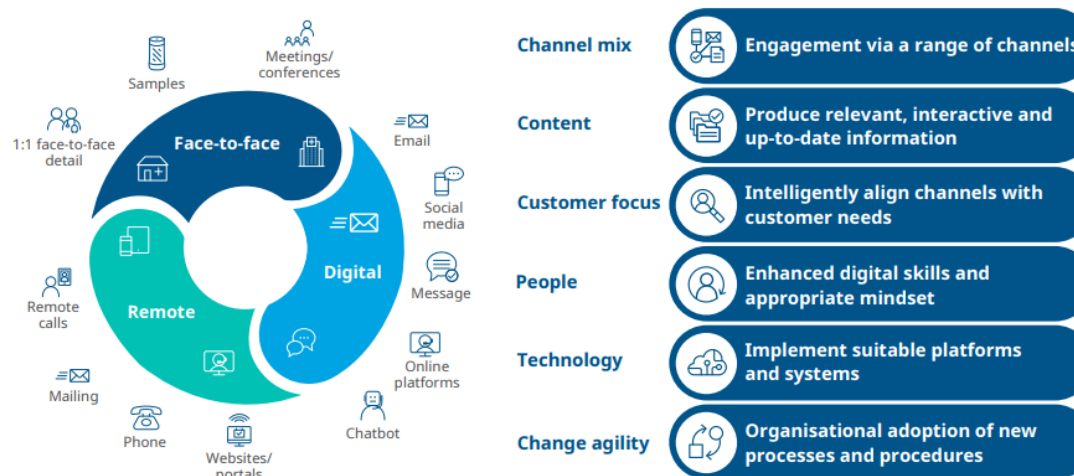 Samples
Meetings/
conferences
1:1 face-to-face
detail
Face-to-face
Email
Social
media
Digital
Message
Online
platforms
Chatbot
Websites/
portals
Phone
Mailing
Remote
calls
Remote
Channel mix
Engagement via a range of channels
Content
Produce relevant, interactive and
up-to-date information
Customer focus
Intelligently align channels with
customer needs
People
Enhanced digital skills and
appropriate mindset
Technology
Implement suitable platforms
and systems
Change agility
Organisational adoption of new
processes and procedures